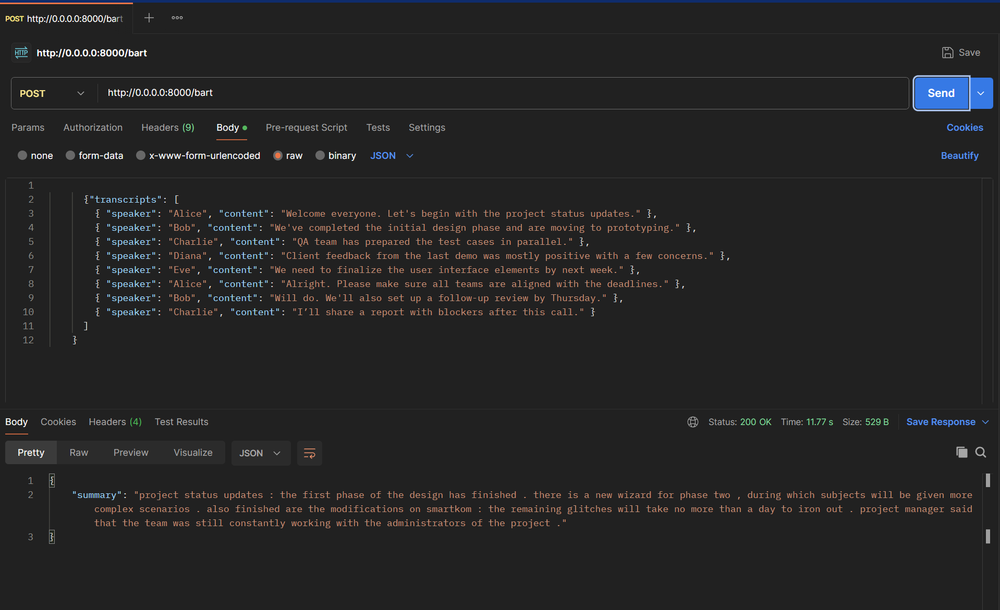 POST http://0.0.0.0:8000/bart
HTTP http://0.0.0.0:8000/bart
Save
POST http://0.0.0.0:8000/bart
Send
Params Authorization Headers (9) Body Pre-request Script Tests Settings Cookies
none form-data x-www-form-urlencoded raw binary JSON Beautify
1
2 {"transcripts": [
3 { "speaker": "Alice", "content": "Welcome everyone. Let's begin with the project status updates." },
4 { "speaker": "Bob", "content": "We've completed the initial design phase and are moving to prototyping." },
5 { "speaker": "Charlie", "content": "QA team has prepared the test cases in parallel." },
6 { "speaker": "Diana", "content": "Client feedback from the last demo was mostly positive with a few concerns." },
7 { "speaker": "Eve", "content": "We need to finalize the user interface elements by next week." },
8 { "speaker": "Alice", "content": "Alright. Please make sure all teams are aligned with the deadlines." },
9 { "speaker": "Bob", "content": "Will do. We'll also set up a follow-up review by Thursday." },
10 { "speaker": "Charlie", "content": "I’ll share a report with blockers after this call." }
11 ]
12 }
Body Cookies Headers (4) Test Results Status: 200 OK Time: 11.77 s Size: 529 B Save Response
Pretty Raw Preview Visualize JSON
1 {
2 "summary": "project status updates : the first phase of the design has finished . there is a new wizard for phase two , during which subjects will be given more
complex scenarios . also finished are the modifications on smartkom : the remaining glitches will take no more than a day to iron out . project manager said
that the team was still constantly working with the administrators of the project ."
3 }